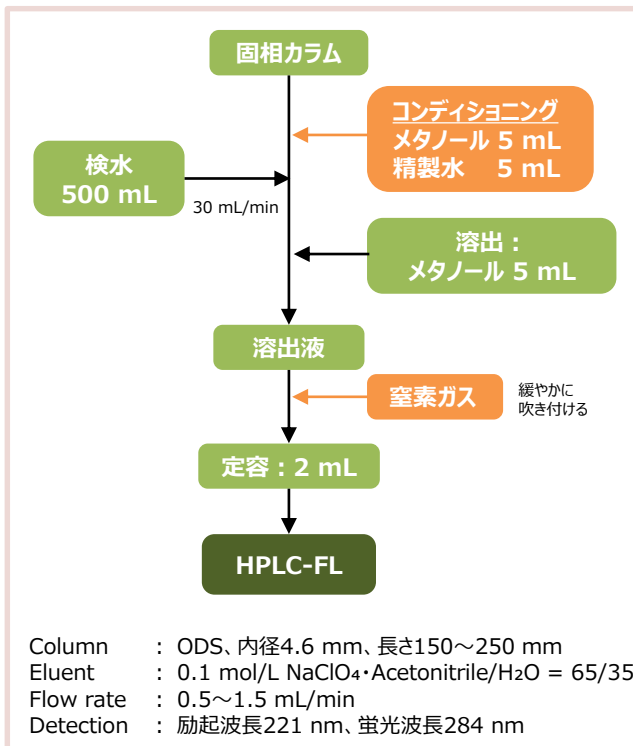 固相カラム
コンディショニング
メタノール 5 mL
精製水 5 mL
検水
500 mL
30 mL/min
溶出：
メタノール 5 mL
溶出液
窒素ガス
緩やかに
吹き付ける
定容：2 mL
HPLC-FL
Column : ODS、内径4.6 mm、長さ150～250 mm
Eluent : 0.1 mol/L NaClO₄・Acetonitrile/H₂O = 65/35
Flow rate : 0.5～1.5 mL/min
Detection : 励起波長221 nm、蛍光波長284 nm